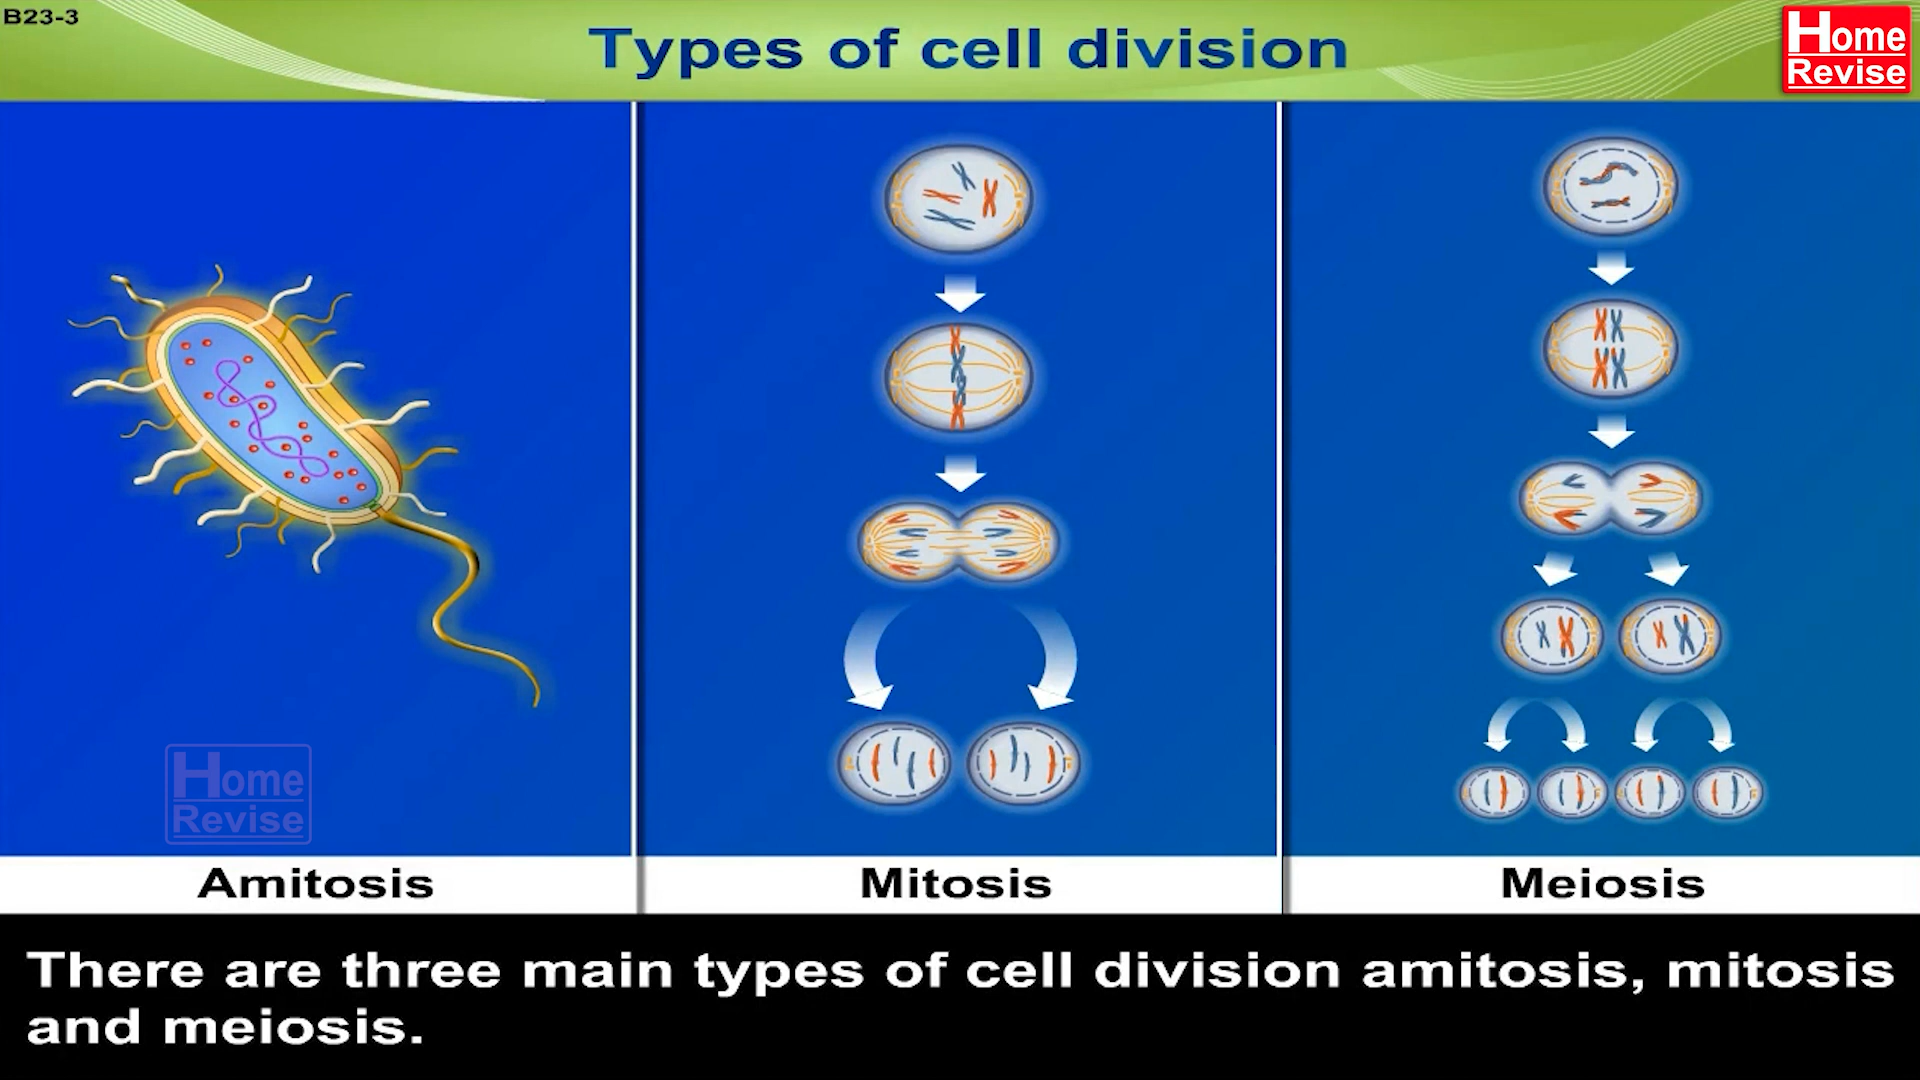 B23-3
Types of cell division
Home
Revise
Home
Revise
Amitosis
Mitosis
Meiosis
There are three main types of cell division amitosis, mitosis
and meiosis.